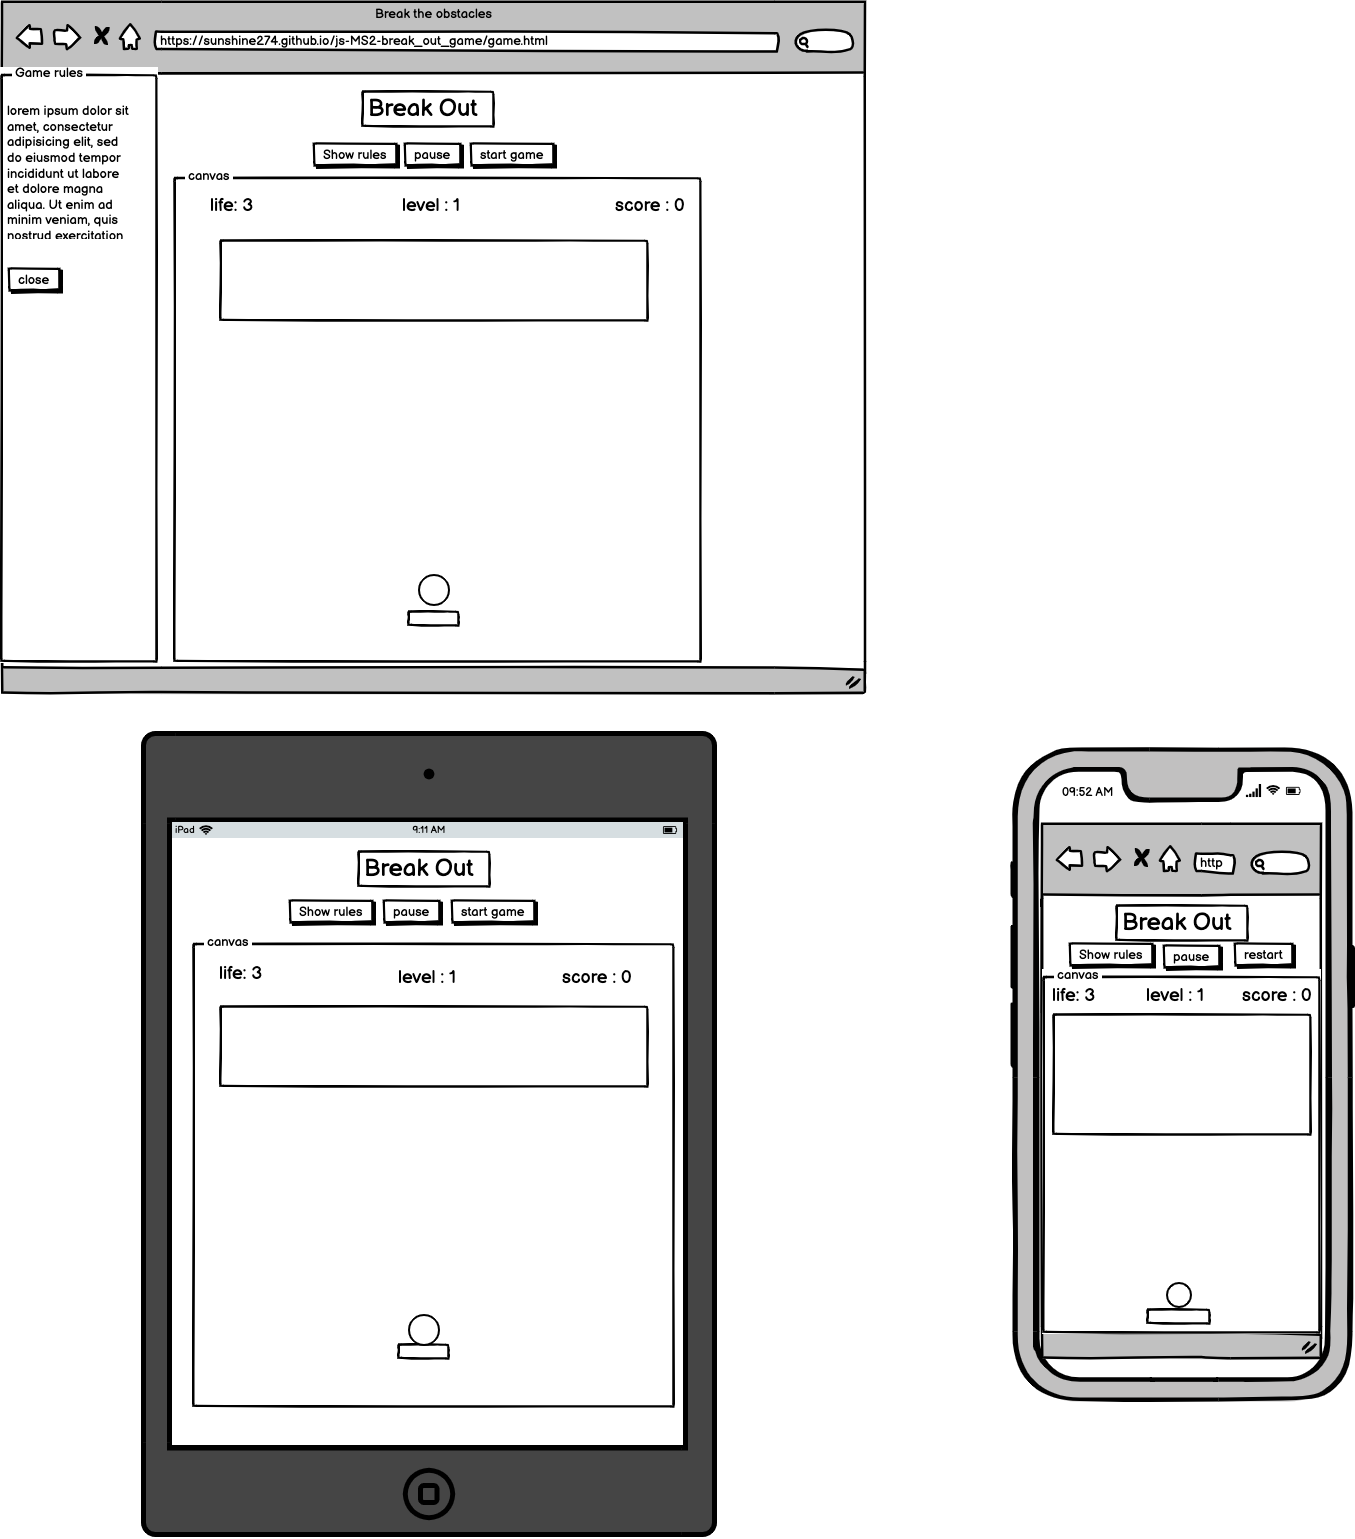 Break the obstacles
https://sunshine274.github.io/js-MS2-break_out_game/game.html
Game rules
lorem ipsum dolor sit
amet, consectetur
adipisicing elit, sed
do eiusmod tempor
incididunt ut labore
et dolore magna
aliqua. Ut enim ad
minim veniam, quis
nostrud exercitation
close
Break Out
Show rules pause start game
canvas
life: 3 level : 1 score : 0
iPad 9:11 AM
Break Out
Show rules pause start game
canvas
life: 3 level : 1 score : 0
09:52 AM
http
Break Out
Show rules pause restart
canvas
life: 3 level : 1 score : 0